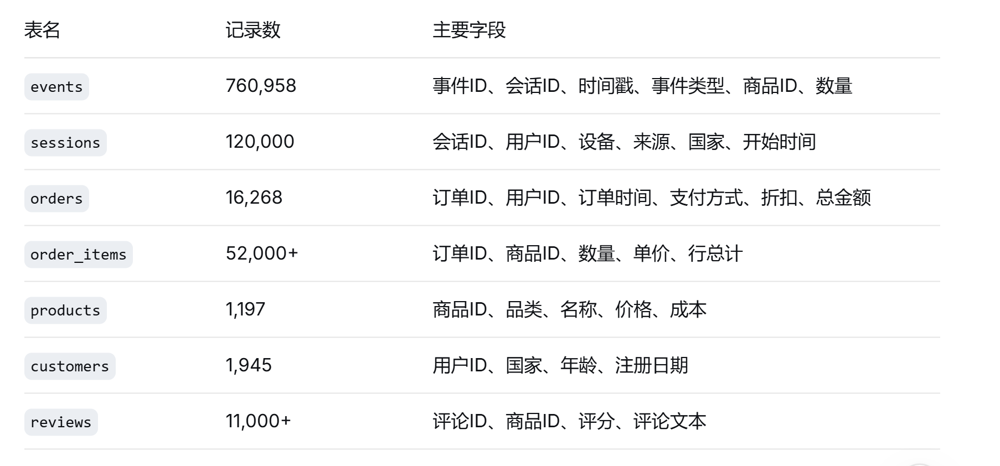 表名 记录数 主要字段
events 760,958 事件ID、会话ID、时间戳、事件类型、商品ID、数量
sessions 120,000 会话ID、用户ID、设备、来源、国家、开始时间
orders 16,268 订单ID、用户ID、订单时间、支付方式、折扣、总金额
order_items 52,000+ 订单ID、商品ID、数量、单价、行总计
products 1,197 商品ID、品类、名称、价格、成本
customers 1,945 用户ID、国家、年龄、注册日期
reviews 11,000+ 评论ID、商品ID、评分、评论文本